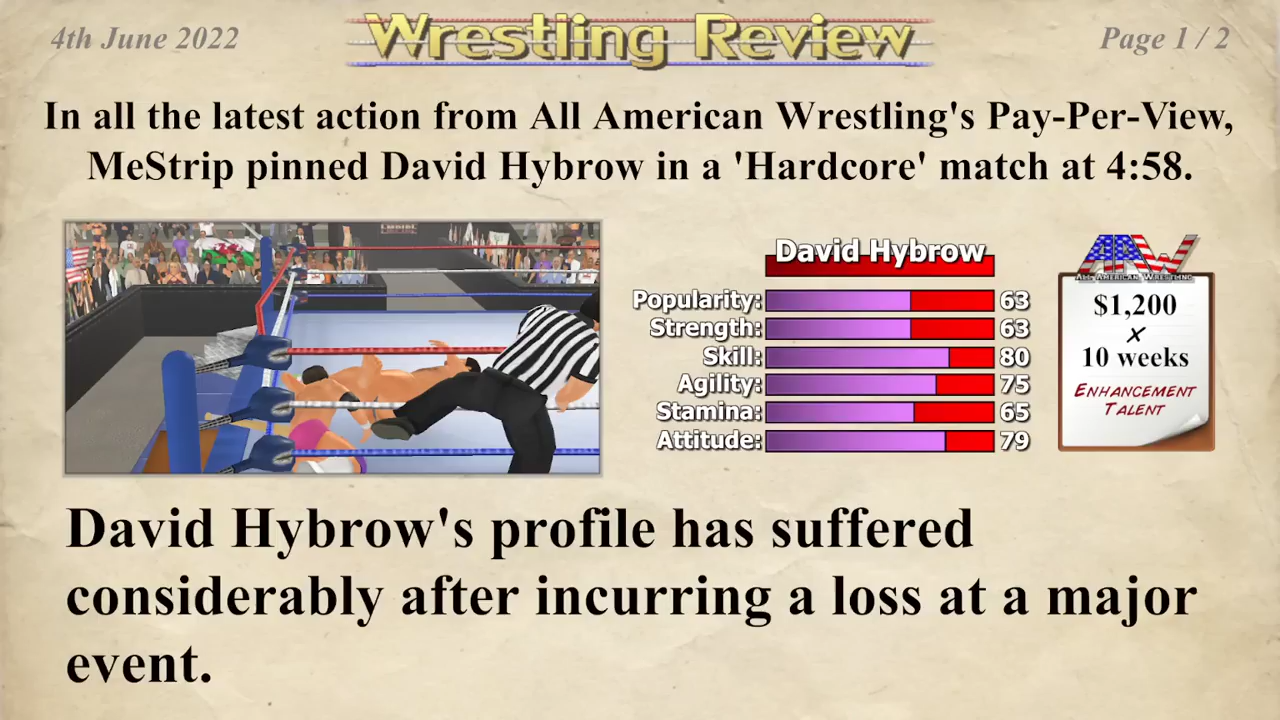 4th June 2022
Wrestling Review
Page 1 / 2
In all the latest action from All American Wrestling's Pay-Per-View,
MeStrip pinned David Hybrow in a 'Hardcore' match at 4:58.
EMPIRE
David Hybrow
Popularity: 63
Strength: 63
Skill: 80
Agility: 75
Stamina: 65
Attitude: 79
AAW
ALL AMERICAN WRESTLING
$1,200
x
10 weeks
ENHANCEMENT
TALENT
David Hybrow's profile has suffered
considerably after incurring a loss at a major
event.